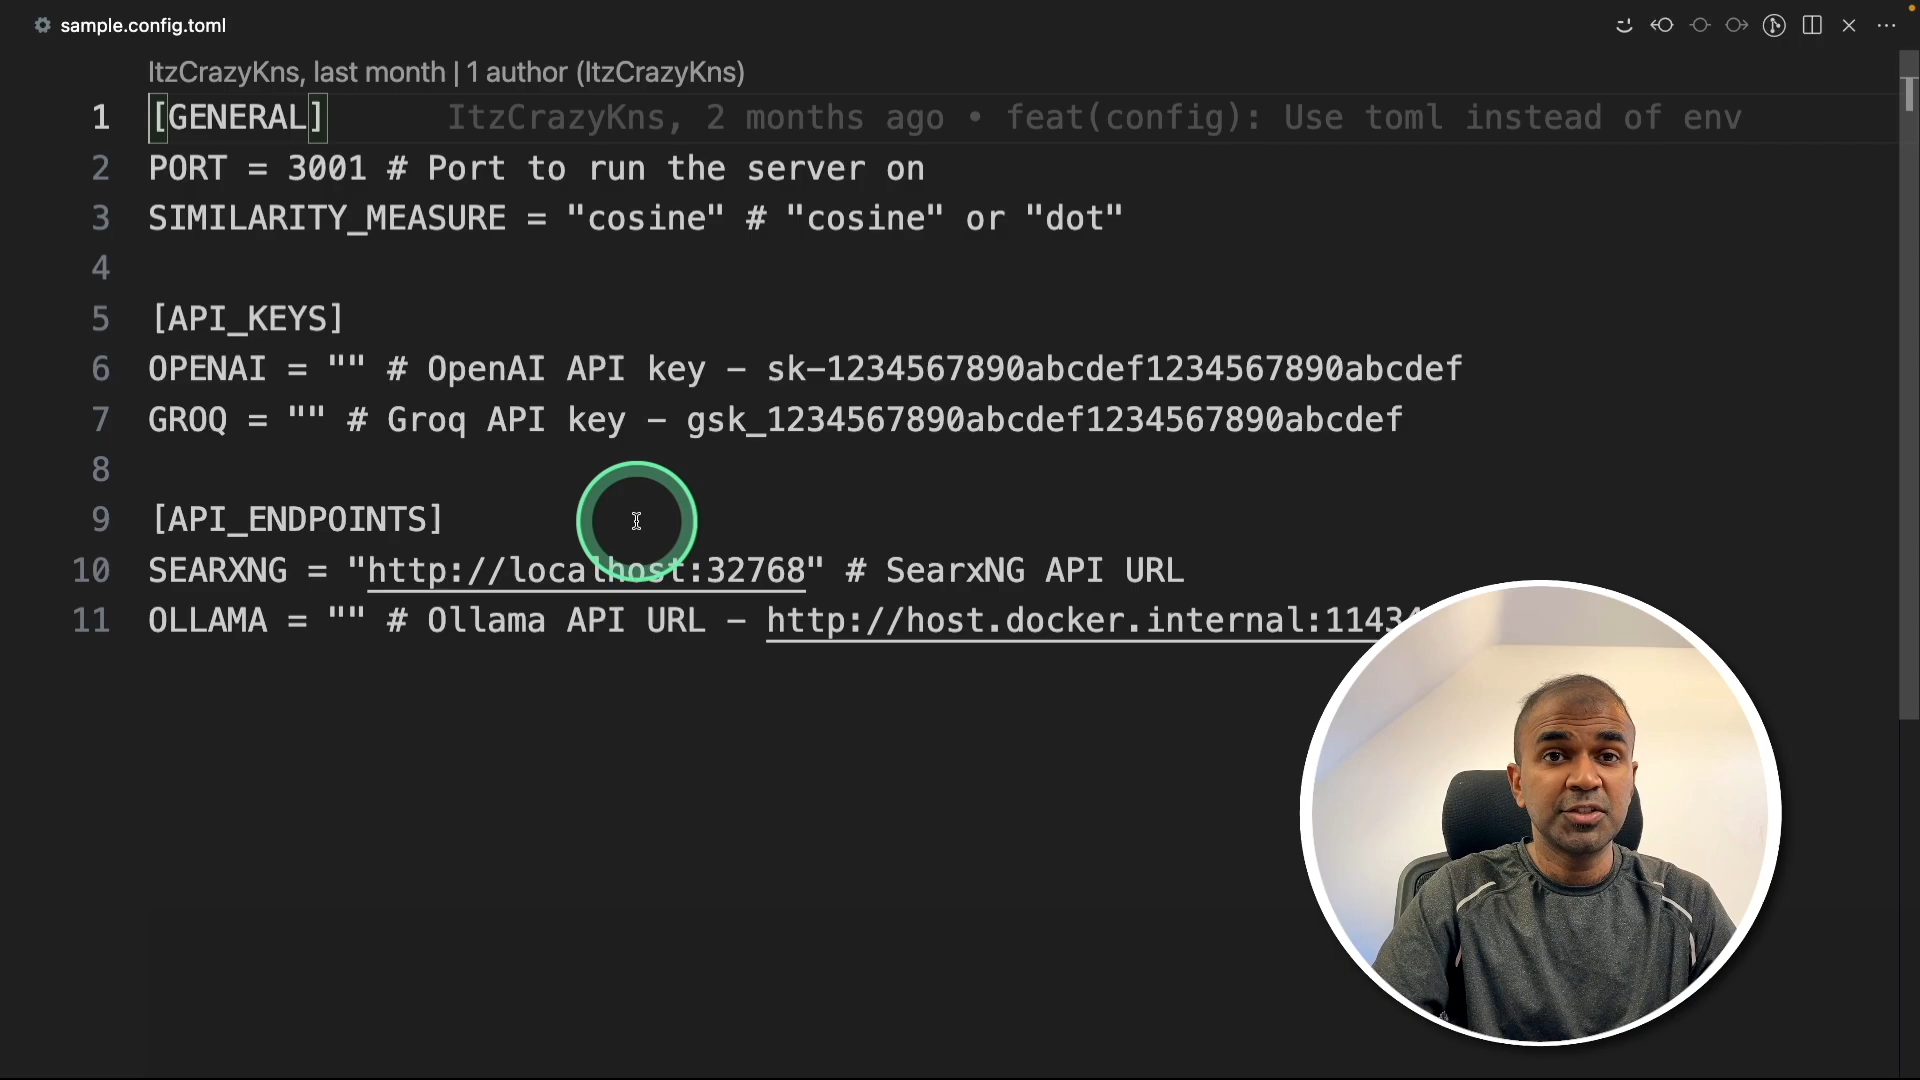 sample.config.toml
ItzCrazyKns, last month | 1 author (ItzCrazyKns)
1 [GENERAL] ItzCrazyKns, 2 months ago • feat(config): Use toml instead of env
2 PORT = 3001 # Port to run the server on
3 SIMILARITY_MEASURE = "cosine" # "cosine" or "dot"
4
5 [API_KEYS]
6 OPENAI = "" # OpenAI API key - sk-1234567890abcdef1234567890abcdef
7 GROQ = "" # Groq API key - gsk_1234567890abcdef1234567890abcdef
8
9 [API_ENDPOINTS]
10 SEARXNG = "http://localhost:32768" # SearxNG API URL
11 OLLAMA = "" # Ollama API URL - http://host.docker.internal:11434